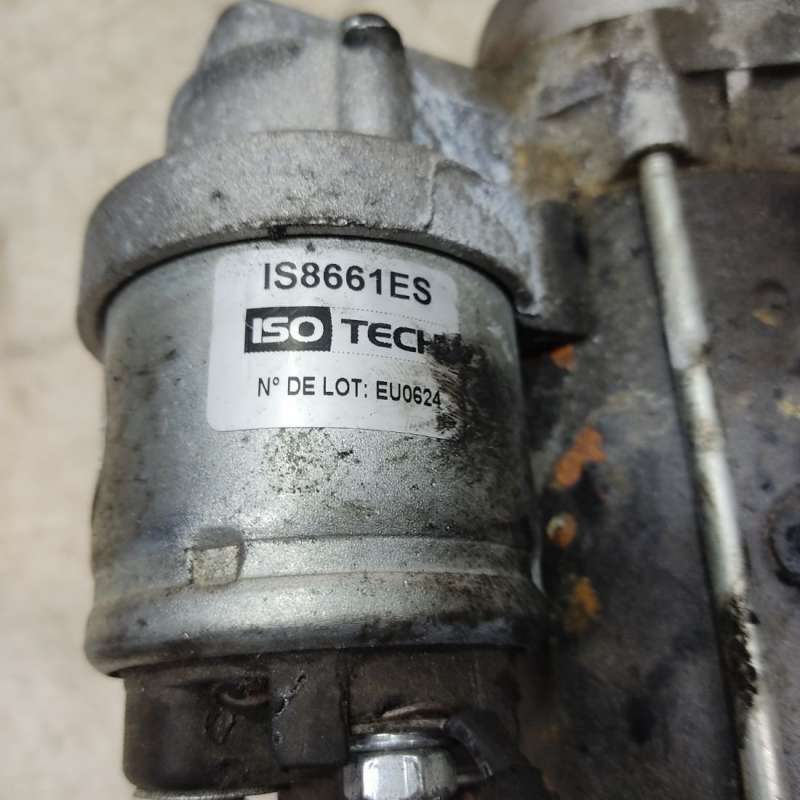 IS8661ES
ISO TECH
N° DE LOT: EU0624